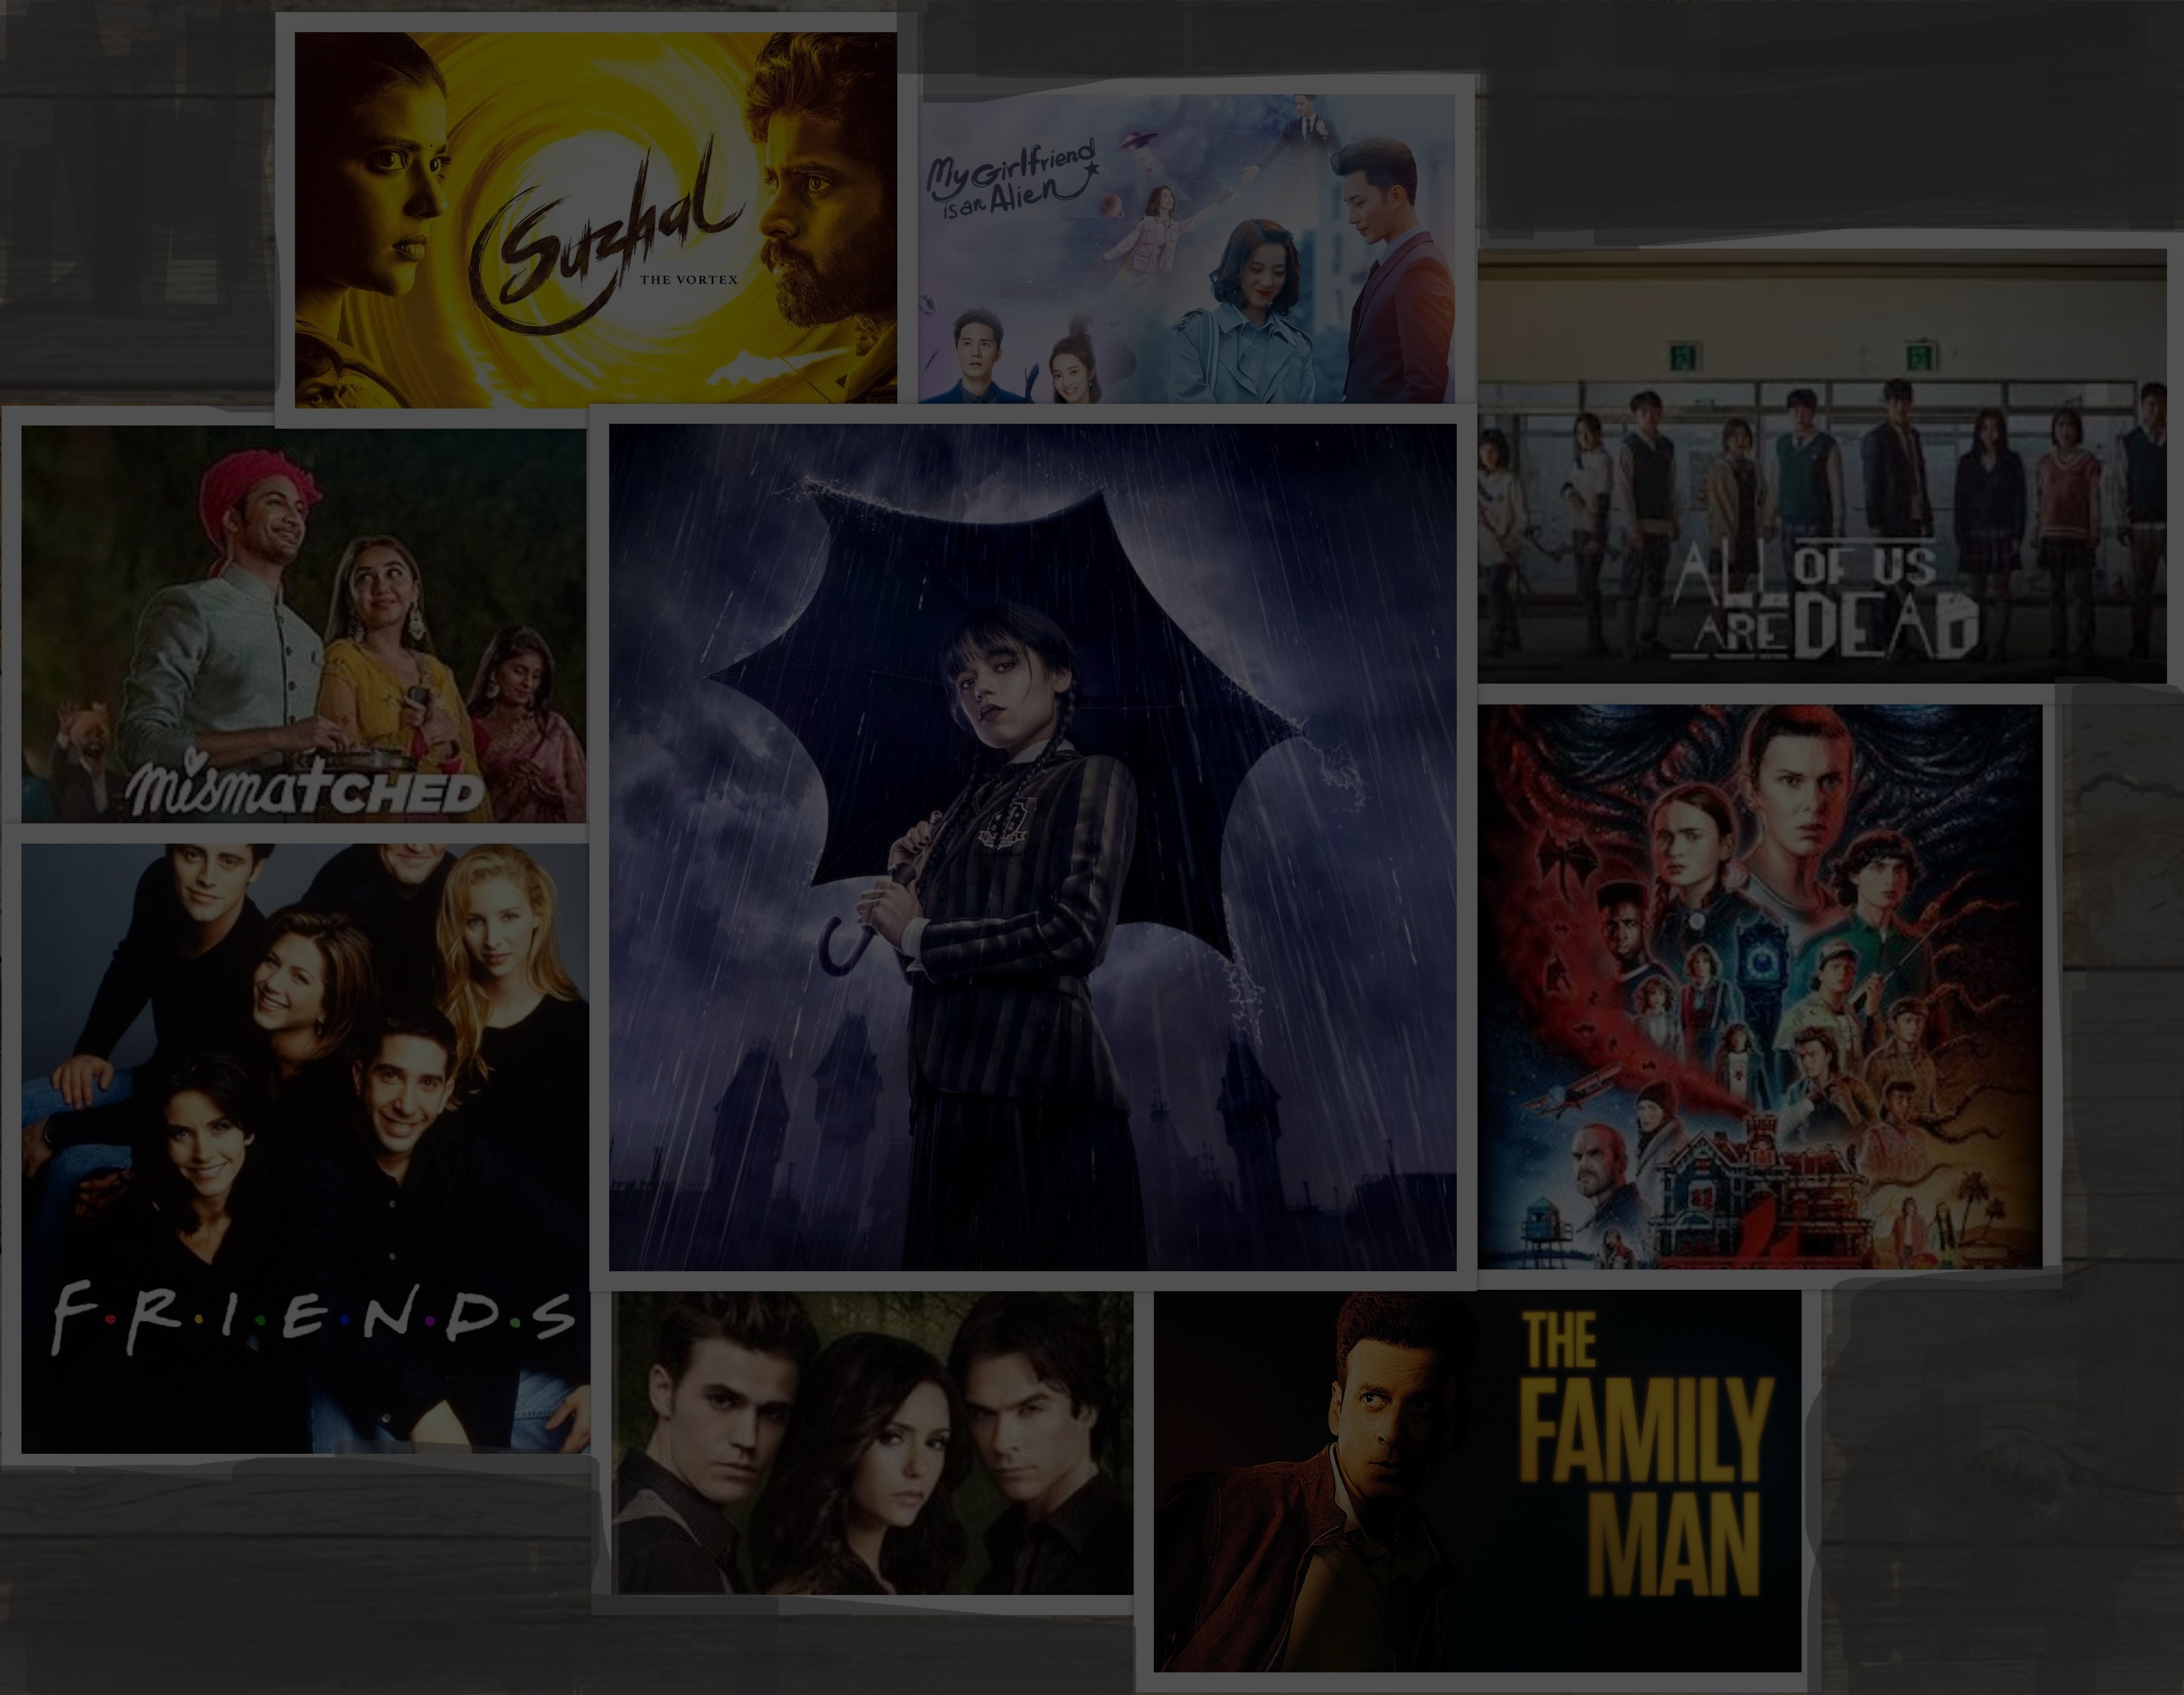 Suzhal
THE VORTEX
My Girlfriend
is an Alien
ALL OF US
ARE DEAD
mismatCHED
F·R·I·E·N·D·S
THE
FAMILY
MAN